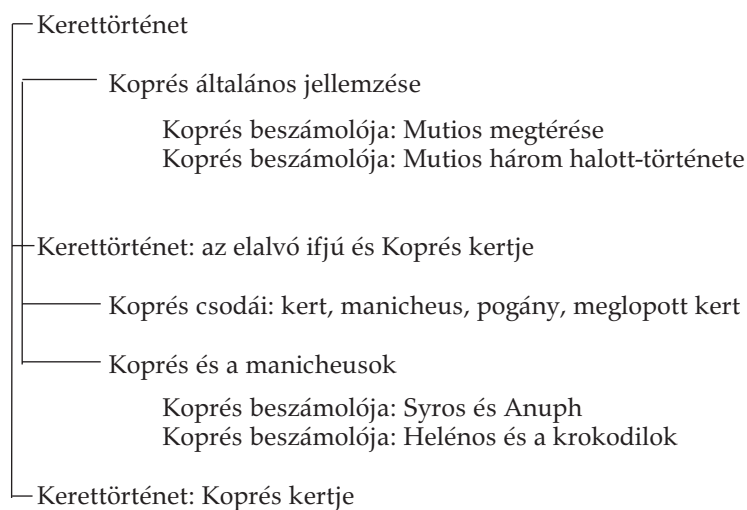 Kerettörténet
Koprés általános jellemzése
Koprés beszámolója: Mutios megtérése
Koprés beszámolója: Mutios három halott-története
Kerettörténet: az elalvó ifjú és Koprés kertje
Koprés csodái: kert, manicheus, pogány, meglopott kert
Koprés és a manicheusok
Koprés beszámolója: Syros és Anuph
Koprés beszámolója: Helénos és a krokodilok
Kerettörténet: Koprés kertje